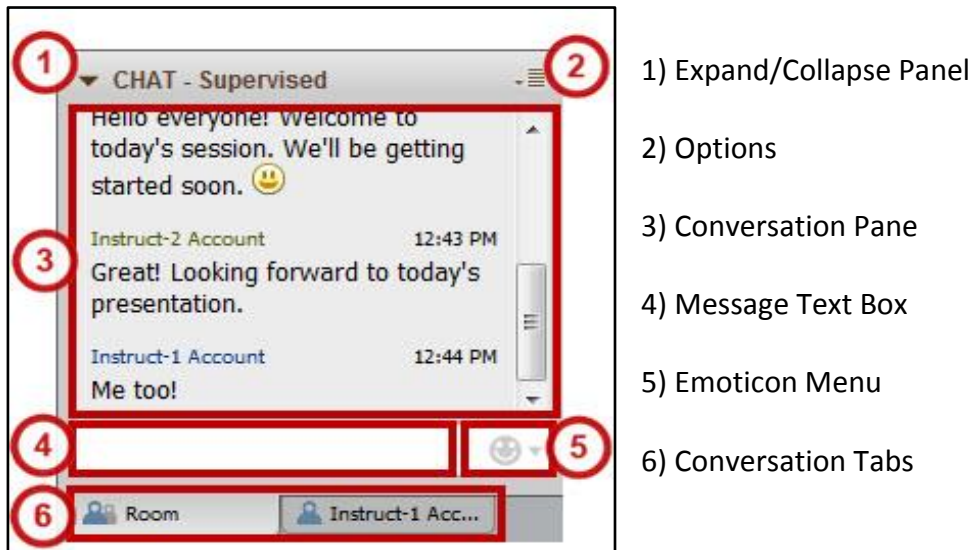 1
CHAT - Supervised
2
Hello everyone! Welcome to
today's session. We'll be getting
started soon.
Instruct-2 Account 12:43 PM
3
Great! Looking forward to today's
presentation.
Instruct-1 Account 12:44 PM
Me too!
4
5
6
Room
Instruct-1 Acc...
1) Expand/Collapse Panel
2) Options
3) Conversation Pane
4) Message Text Box
5) Emoticon Menu
6) Conversation Tabs